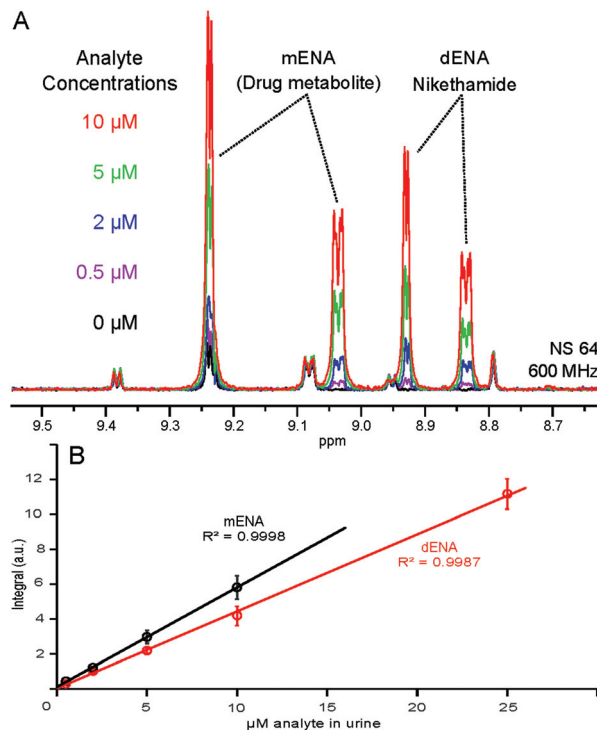 A
Analyte
Concentrations
10 µM
5 µM
2 µM
0.5 µM
0 µM
mENA
(Drug metabolite)
dENA
Nikethamide
NS 64
600 MHz
9.5 9.4 9.3 9.2 9.1 9.0 8.9 8.8 8.7
ppm
B
Integral (a.u.)
12
10
8
6
4
2
mENA
R² = 0.9998
dENA
R² = 0.9987
0 5 10 15 20 25
µM analyte in urine